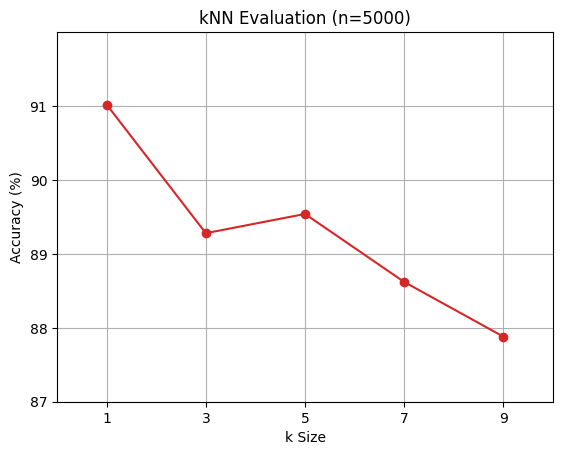 kNN Evaluation (n=5000)
Accuracy (%)
91
90
89
88
87
1 3 5 7 9
k Size